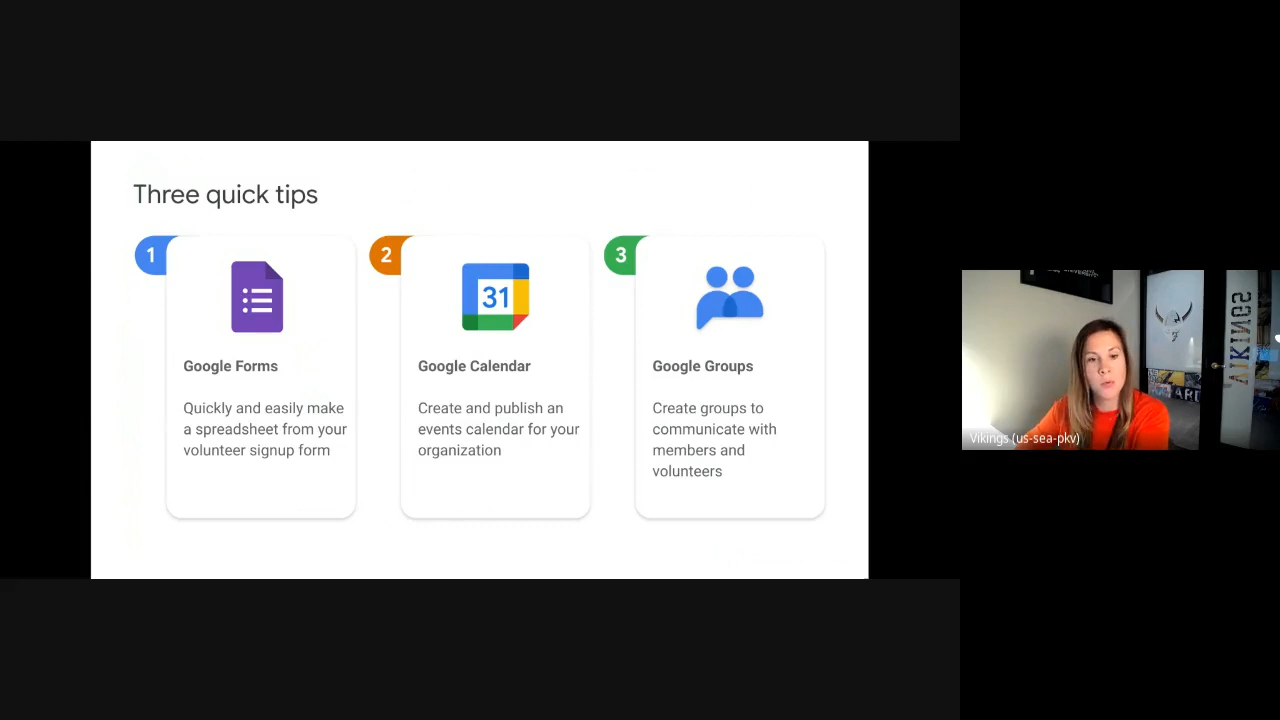 Three quick tips
1
2
3
31
Google Forms
Quickly and easily make
a spreadsheet from your
volunteer signup form
Google Calendar
Create and publish an
events calendar for your
organization
Google Groups
Create groups to
communicate with
members and
volunteers
VIKINGS
Vikings (us-sea-pkv)